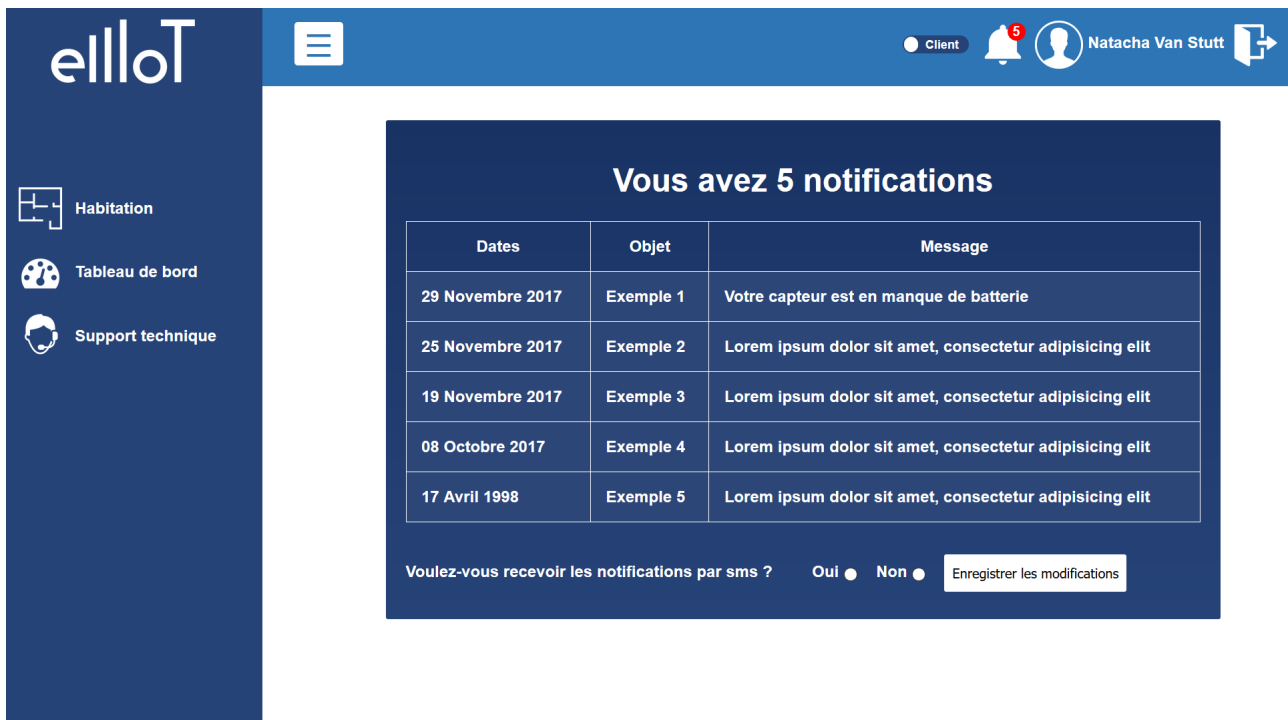 eIIIoT
Client
5
Natacha Van Stutt
Habitation
Tableau de bord
Support technique
Vous avez 5 notifications
Dates Objet Message
29 Novembre 2017 Exemple 1 Votre capteur est en manque de batterie
25 Novembre 2017 Exemple 2 Lorem ipsum dolor sit amet, consectetur adipisicing elit
19 Novembre 2017 Exemple 3 Lorem ipsum dolor sit amet, consectetur adipisicing elit
08 Octobre 2017 Exemple 4 Lorem ipsum dolor sit amet, consectetur adipisicing elit
17 Avril 1998 Exemple 5 Lorem ipsum dolor sit amet, consectetur adipisicing elit
Voulez-vous recevoir les notifications par sms ? Oui Non Enregistrer les modifications